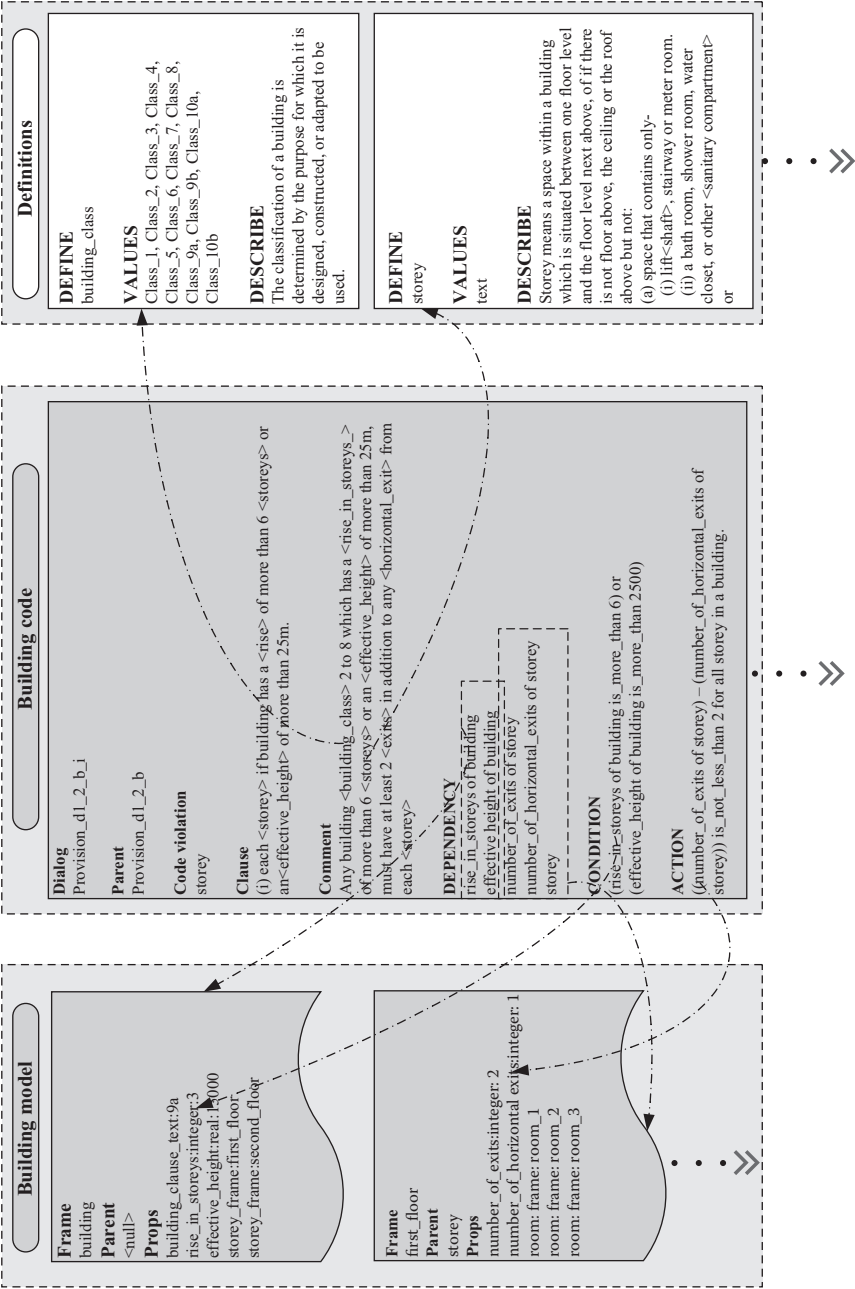 Building model
Frame
building
Parent
<null>
Props
building_clause_text:9a
rise_in_storeys:integer:3
effective_height:real:
storey_frame:first_floor
storey_frame:second_floor
Frame
first_floor
Parent
storey
Props
number_of_exits:integer: 2
number_of_horizontal exits:integer: 1
room: frame: room_1
room: frame: room_2
room: frame: room_3
Building code
Dialog
Provision_d1_2_b_i
Parent
Provision_d1_2_b
Code violation
storey
Clause
(i) each <storey> if building has a <rise> of more than 6 <storeys> or
an<effective_height> of more than 25m.
Comment
Any building <building_class> 2 to 8 which has a <rise_in_storeys_>
of more than 6 <storeys> or an <effective_height> of more than 25m,
must have at least 2 <exits> in addition to any <horizontal_exit> from
each <storey>
DEPENDENCY
rise_in_storeys of building
effective height of building
number_of_exits of storey
number_of_horizontal_exits of storey
storey
CONDITION
(rise_in_storeys of building is_more_than 6) or
(effective_height of building is_more_than 2500)
ACTION
((number_of_exits of storey) – (number_of_horizontal_exits of
storey)) is_not_less_than 2 for all storey in a building.
Definitions
DEFINE
building_class
VALUES
Class_1, Class_2, Class_3, Class_4,
Class_5, Class_6, Class_7, Class_8,
Class_9a, Class_9b, Class_10a,
Class_10b
DESCRIBE
The classification of a building is
determined by the purpose for which it is
designed, constructed, or adapted to be
used.
DEFINE
storey
VALUES
text
DESCRIBE
Storey means a space within a building
which is situated between one floor level
and the floor level next above, of if there
is not floor above, the ceiling or the roof
above but not:
(a) space that contains only-
(i) lift<shaft>, stairway or meter room.
(ii) a bath room, shower room, water
closet, or other <sanitary compartment>
or